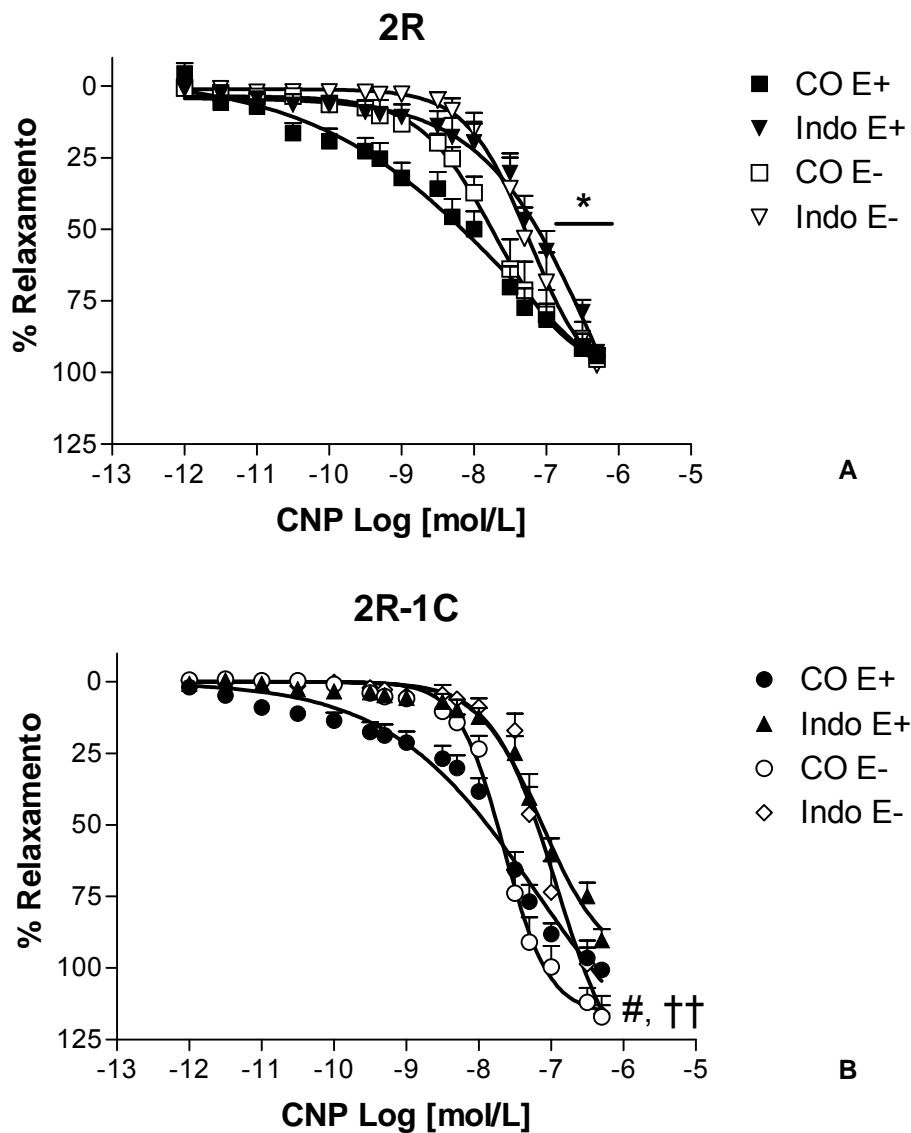 2R
% Relaxamento
0
25
50
75
100
125
-13 -12 -11 -10 -9 -8 -7 -6 -5
CNP Log [mol/L]
*
CO E+
Indo E+
CO E-
Indo E-
A
2R-1C
% Relaxamento
0
25
50
75
100
125
-13 -12 -11 -10 -9 -8 -7 -6 -5
CNP Log [mol/L]
#, ††
CO E+
Indo E+
CO E-
Indo E-
B